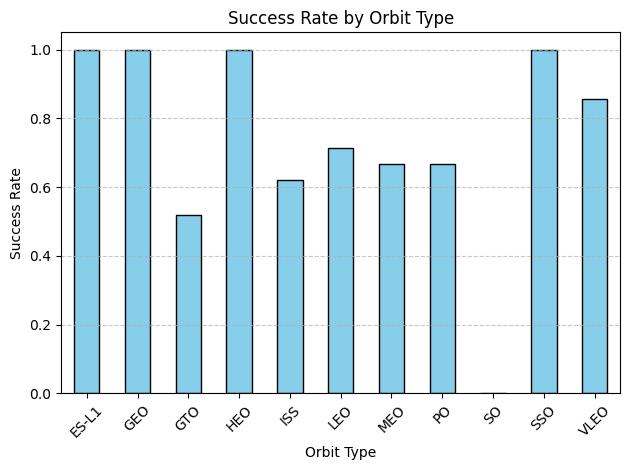 Success Rate by Orbit Type
Success Rate
1.0
0.8
0.6
0.4
0.2
0.0
ES-L1
GEO
GTO
HEO
ISS
LEO
MEO
PO
SO
SSO
VLEO
Orbit Type